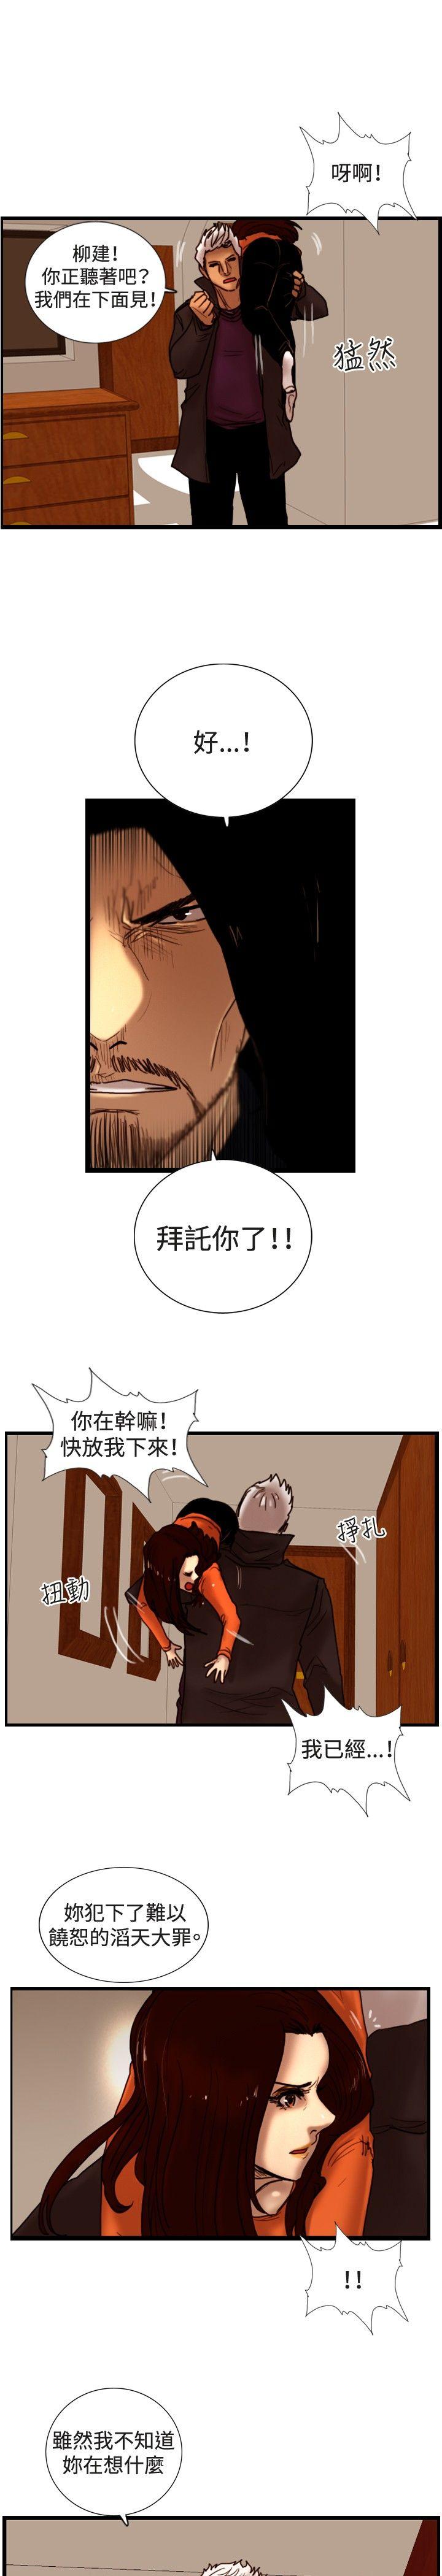 呀啊！
柳建！
你正聽著吧？
我們在下面見！
猛然
好...！
拜託你了！！
你在幹嘛！
快放我下來！
掙扎
扭動
我已經...！
妳犯下了難以
饒恕的滔天大罪。
！！
雖然我不知道
妳在想什麼